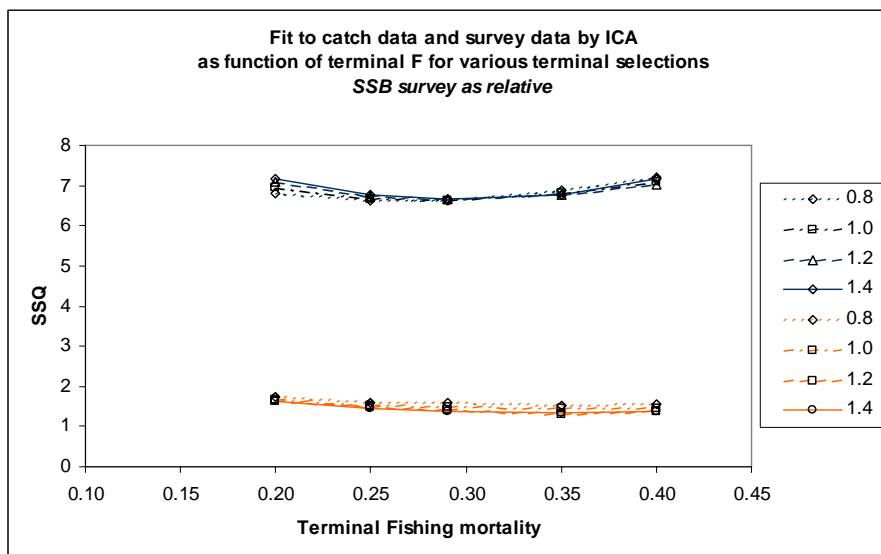 Fit to catch data and survey data by ICA
as function of terminal F for various terminal selections
SSB survey as relative
8
7
6
5
4
3
2
1
0
SSQ
0.10 0.15 0.20 0.25 0.30 0.35 0.40 0.45
Terminal Fishing mortality
0.8
1.0
1.2
1.4
0.8
1.0
1.2
1.4